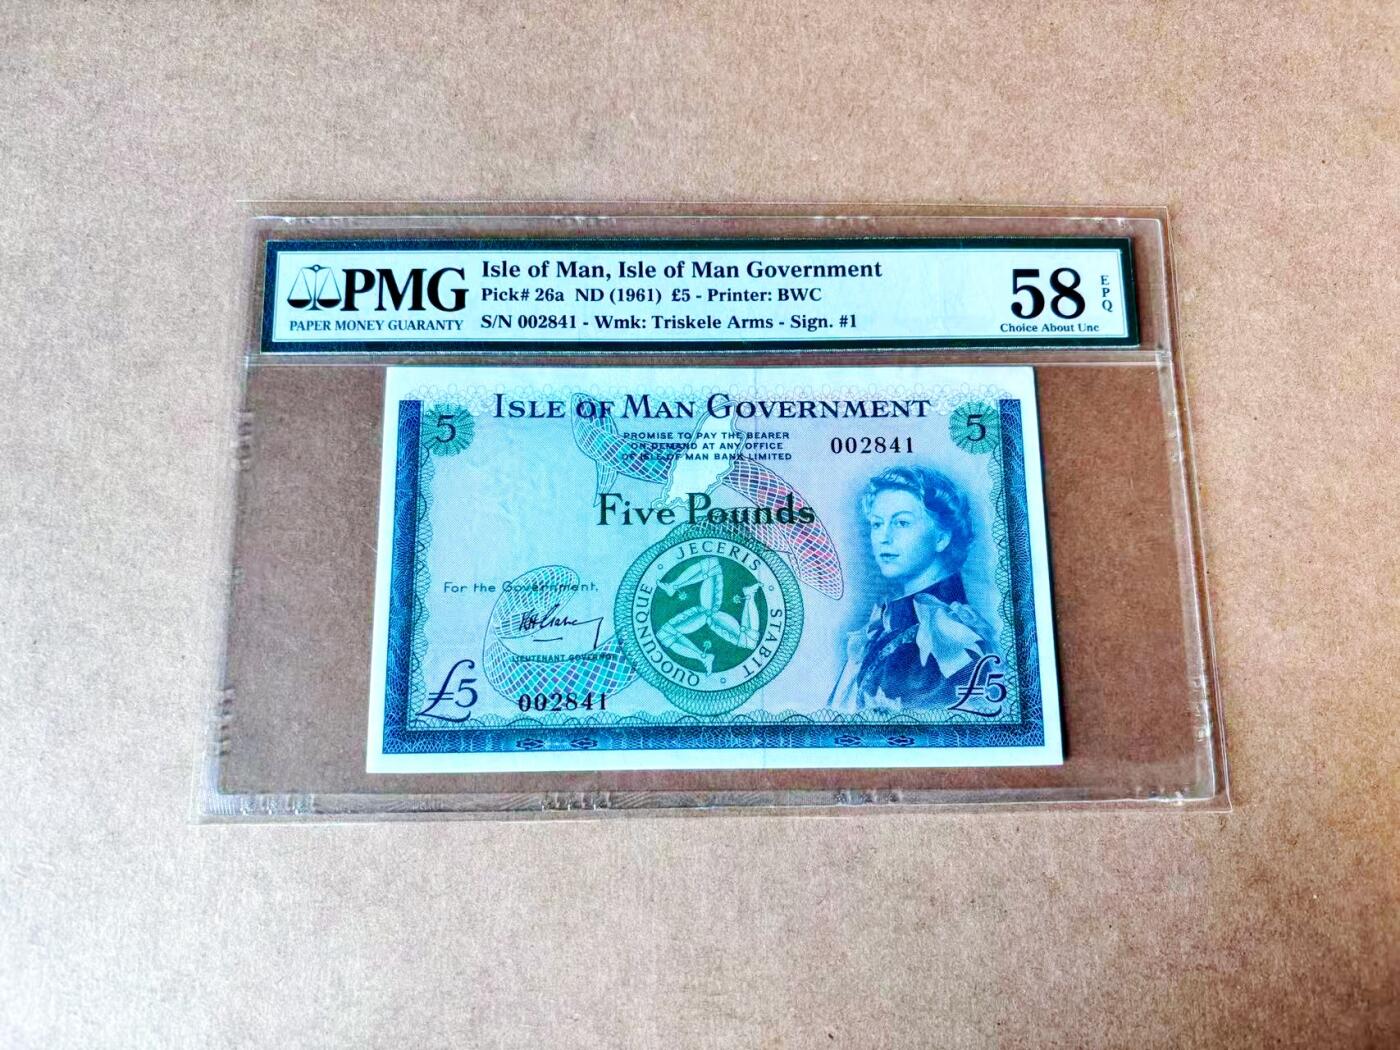 PMG
PAPER MONEY GUARANTY
Isle of Man, Isle of Man Government
Pick# 26a ND (1961) £5 - Printer: BWC
S/N 002841 - Wmk: Triskele Arms - Sign. #1
58
EPQ
Choice About Unc
ISLE OF MAN GOVERNMENT
5
5
PROMISE TO PAY THE BEARER
ON DEMAND AT ANY OFFICE
OF ISLE OF MAN BANK LIMITED
002841
Five Pounds
QUOCUNQUE JECERIS STABIT
For the Government.
LIEUTENANT GOVERNOR
£5
002841
£5